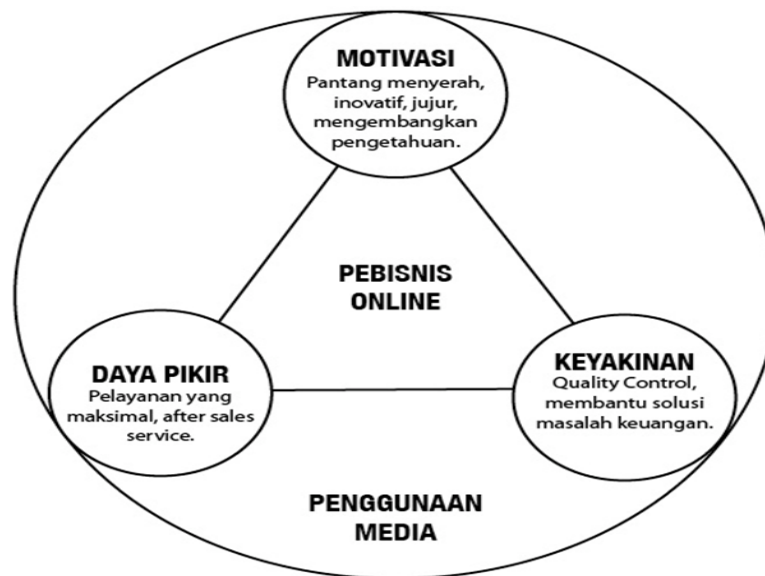 MOTIVASI
Pantang menyerah,
inovatif, jujur,
mengembangkan
pengetahuan.
PEBISNIS
ONLINE
DAYA PIKIR
Pelayanan yang
maksimal, after sales
service.
KEYAKINAN
Quality Control,
membantu solusi
masalah keuangan.
PENGGUNAAN
MEDIA